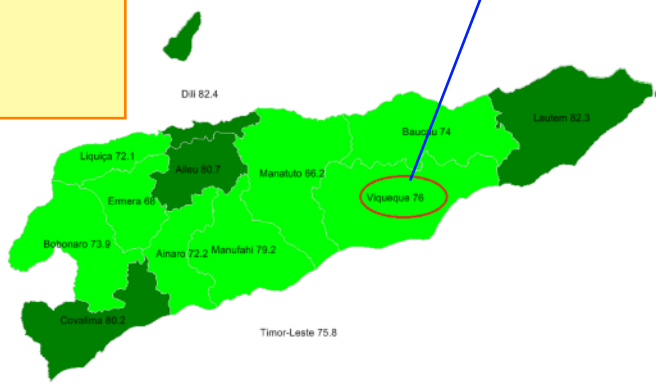 Dili 82.4
Lautem 82.3
Baucau 74
Liquiça 72.1
Aileu 80.7
Manatuto 66.2
Viqueque 76
Ermera 68
Bobonaro 73.9
Ainaro 72.2
Manufahi 79.2
Covalima 80.2
Timor-Leste 75.8